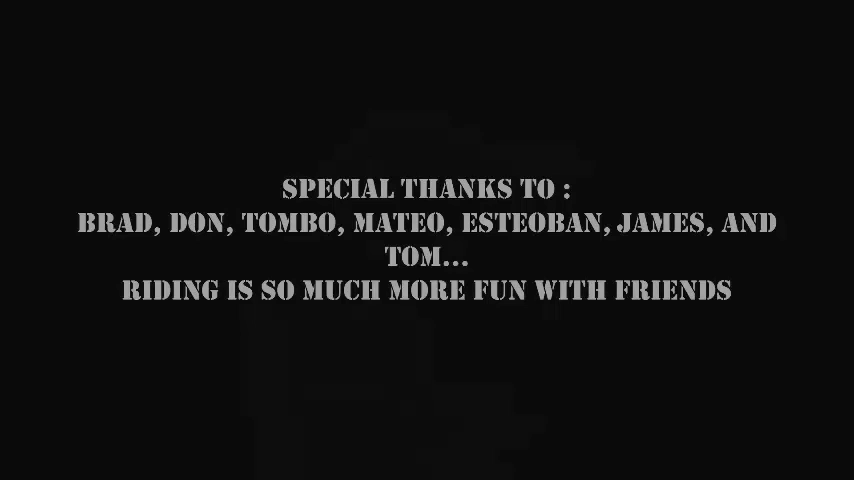 SPECIAL THANKS TO :
BRAD, DON, TOMBO, MATEO, ESTEOBAN, JAMES, AND
TOM...
RIDING IS SO MUCH MORE FUN WITH FRIENDS